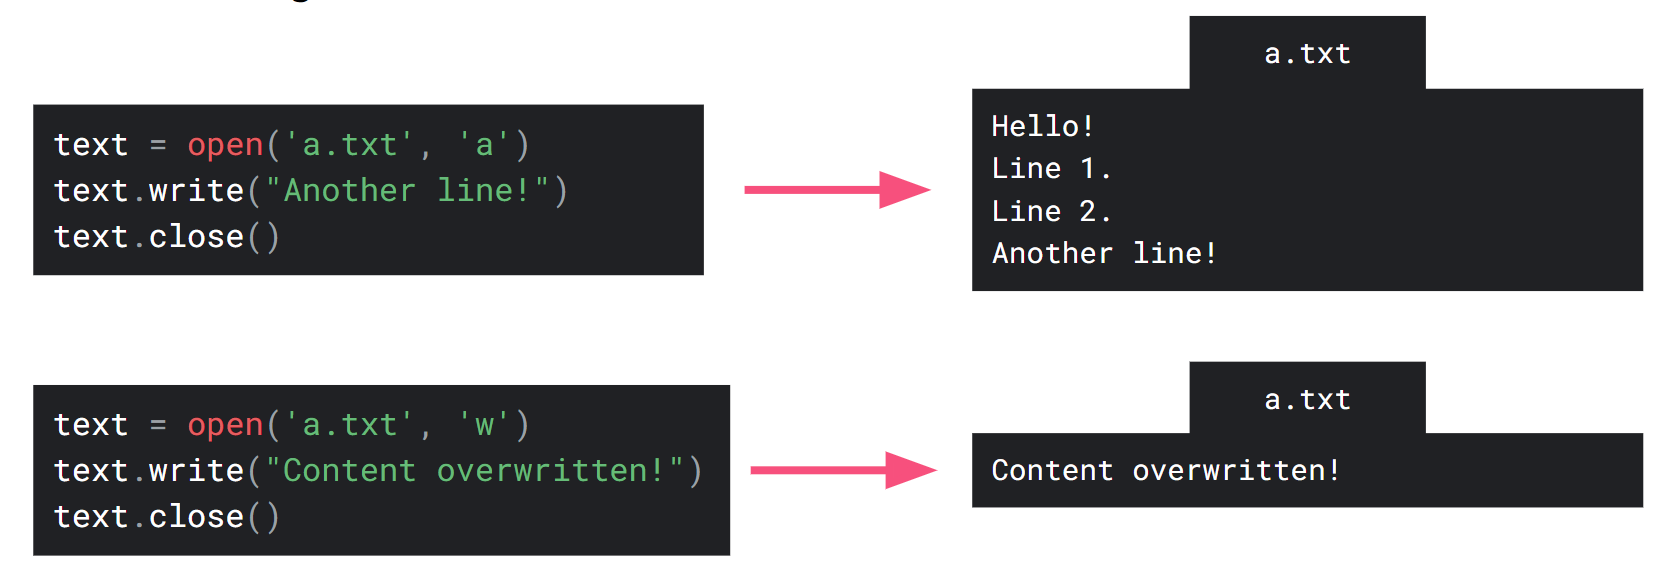 text = open('a.txt', 'a')
text.write("Another line!")
text.close()
a.txt
Hello!
Line 1.
Line 2.
Another line!
text = open('a.txt', 'w')
text.write("Content overwritten!")
text.close()
a.txt
Content overwritten!